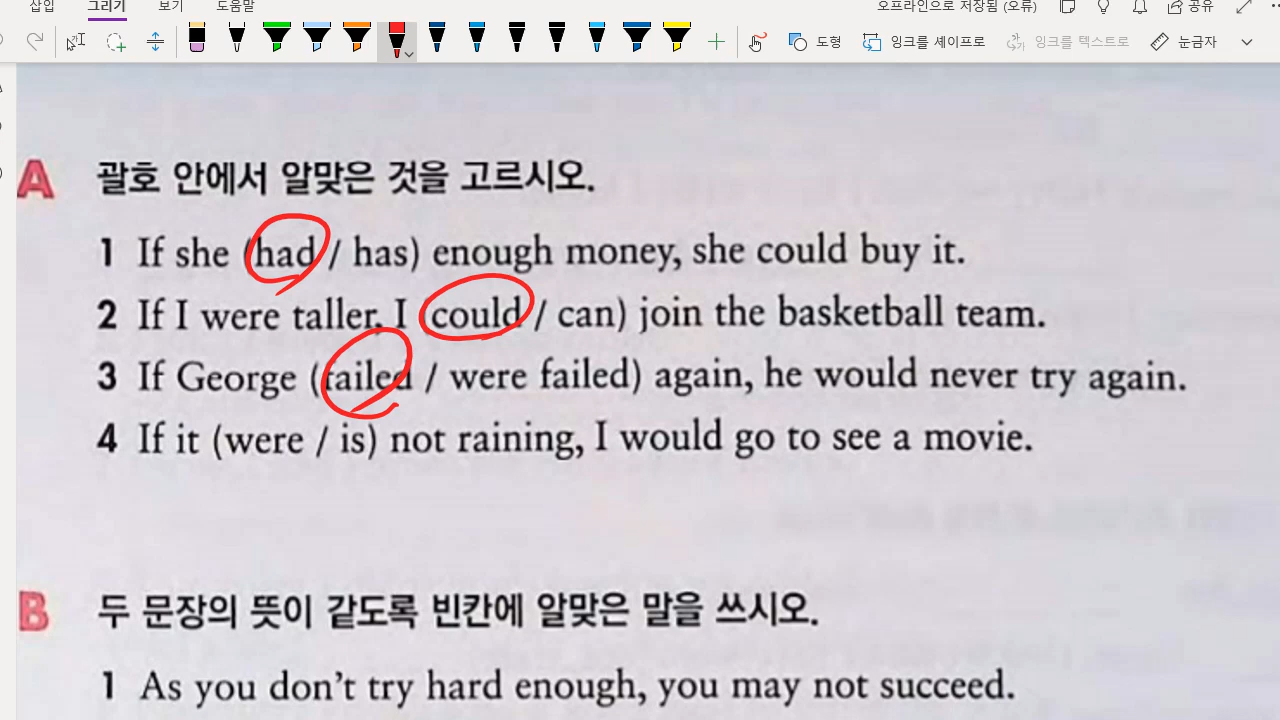 삽입 그리기 보기 도움말 오프라인으로 저장됨 (오류) 공유
도형 잉크를 셰이프로 잉크를 텍스트로 눈금자
A 괄호 안에서 알맞은 것을 고르시오.
1 If she (had / has) enough money, she could buy it.
2 If I were taller, I (could / can) join the basketball team.
3 If George (failed / were failed) again, he would never try again.
4 If it (were / is) not raining, I would go to see a movie.
B 두 문장의 뜻이 같도록 빈칸에 알맞은 말을 쓰시오.
1 As you don't try hard enough, you may not succeed.